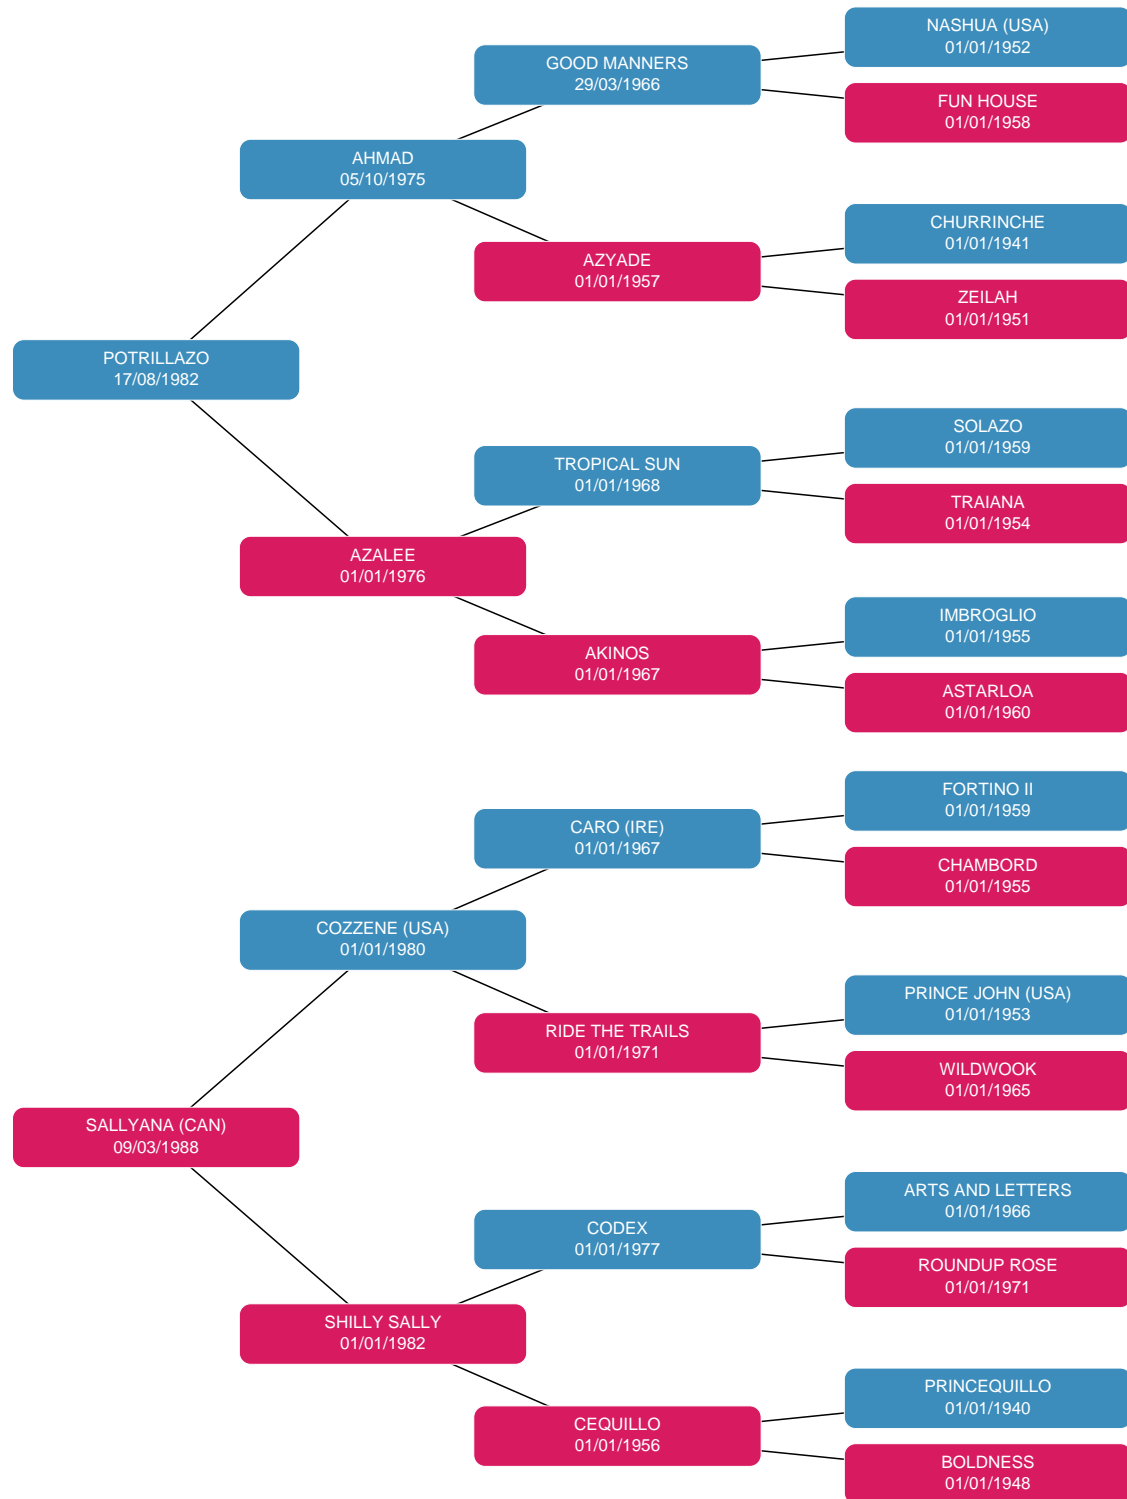 NASHUA (USA)
01/01/1952
GOOD MANNERS
29/03/1966
FUN HOUSE
01/01/1958
AHMAD
05/10/1975
CHURRINCHE
01/01/1941
AZYADE
01/01/1957
ZEILAH
01/01/1951
POTRILLAZO
17/08/1982
SOLAZO
01/01/1959
TROPICAL SUN
01/01/1968
TRAIANA
01/01/1954
AZALEE
01/01/1976
IMBROGLIO
01/01/1955
AKINOS
01/01/1967
ASTARLOA
01/01/1960
FORTINO II
01/01/1959
CARO (IRE)
01/01/1967
CHAMBORD
01/01/1955
COZZENE (USA)
01/01/1980
PRINCE JOHN (USA)
01/01/1953
RIDE THE TRAILS
01/01/1971
WILDWOOK
01/01/1965
SALLYANA (CAN)
09/03/1988
ARTS AND LETTERS
01/01/1966
CODEX
01/01/1977
ROUNDUP ROSE
01/01/1971
SHILLY SALLY
01/01/1982
PRINCEQUILLO
01/01/1940
CEQUILLO
01/01/1956
BOLDNESS
01/01/1948